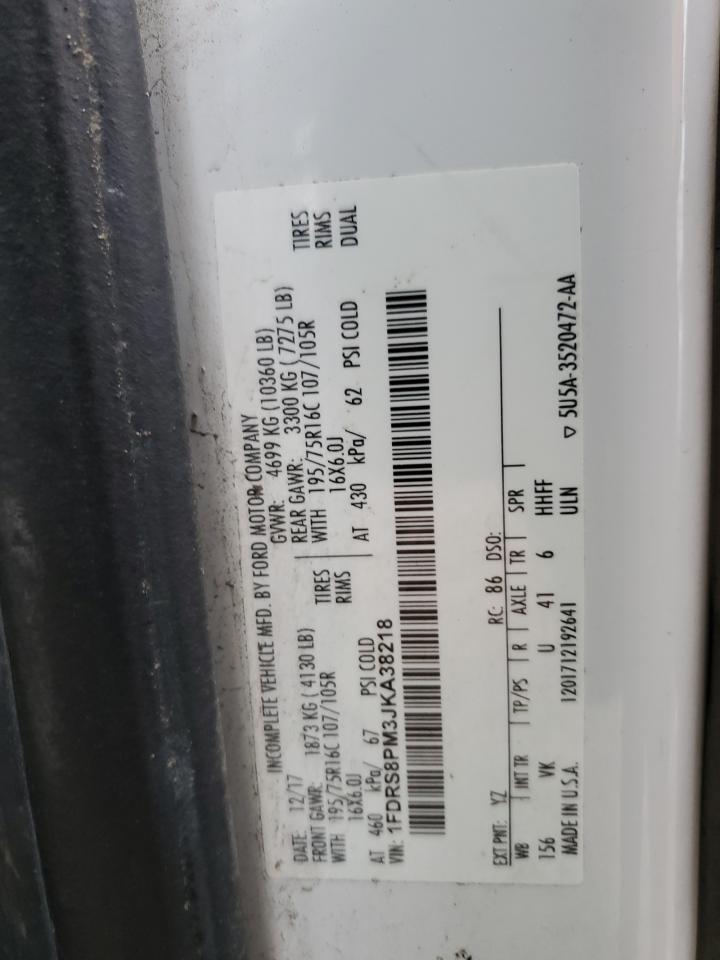 INCOMPLETE VEHICLE MFD. BY FORD MOTOR COMPANY
DATE: 12/17 GVWR: 4699 KG (10360 LB)
FRONT GAWR: 1873 KG ( 4130 LB) REAR GAWR: 3300 KG ( 7275 LB)
WITH 195/75R16C 107/105R TIRES WITH 195/75R16C 107/105R TIRES
16X6.0J RIMS 16X6.0J RIMS
AT 460 kPa/ 67 PSI COLD AT 430 kPa/ 62 PSI COLD DUAL
VIN: 1FDRS8PM3JKA38218
EXT PNT: YZ RC: 86 DSO:
WB INT TR TP/PS R AXLE TR SPR
156 VK U 41 6 HHFF
MADE IN U.S.A. 1201712192641 ULN ▽ 5U5A-3520472-AA